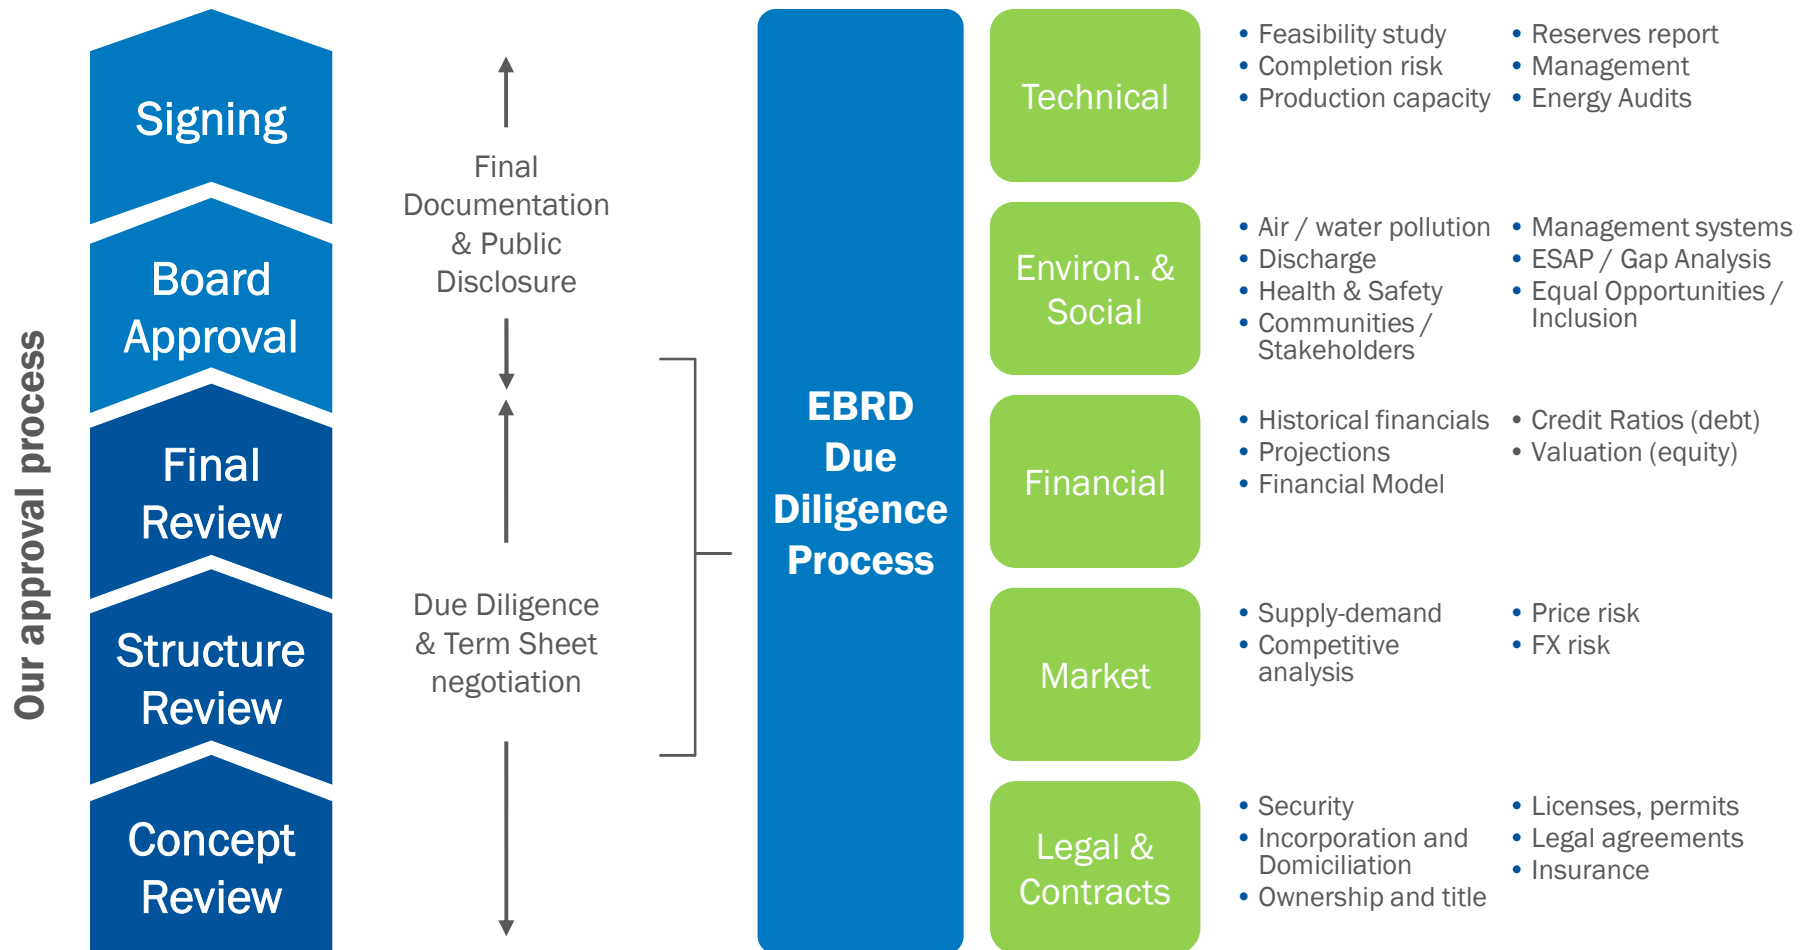 Our approval process
Signing
Board
Approval
Final
Review
Structure
Review
Concept
Review
Final
Documentation
& Public
Disclosure
Due Diligence
& Term Sheet
negotiation
EBRD
Due
Diligence
Process
Technical
• Feasibility study
• Completion risk
• Production capacity
• Reserves report
• Management
• Energy Audits
Environ. &
Social
• Air / water pollution
• Discharge
• Health & Safety
• Communities /
Stakeholders
• Management systems
• ESAP / Gap Analysis
• Equal Opportunities /
Inclusion
Financial
• Historical financials
• Projections
• Financial Model
• Credit Ratios (debt)
• Valuation (equity)
Market
• Supply-demand
• Competitive
analysis
• Price risk
• FX risk
Legal &
Contracts
• Security
• Incorporation and
Domiciliation
• Ownership and title
• Licenses, permits
• Legal agreements
• Insurance